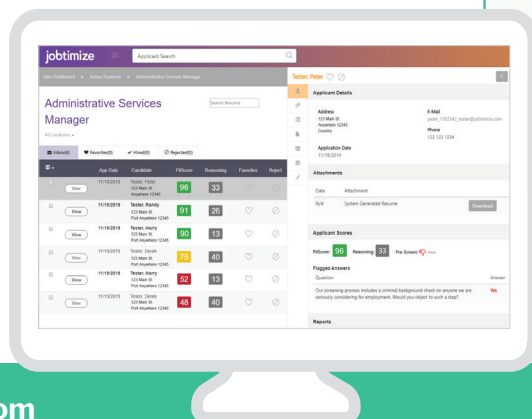 jobtimize
Applicant Search
Jobs Dashboard
Active Positions
Administrative Services Manager
Tester, Peter
Administrative Services
Manager
Search Resume
All Locations
Inbox(4)
Favorites(0)
Hired(0)
Rejected(0)
App Date Candidate FitScore Reasoning Favorites Reject
View 11/19/2019 Tester, Peter 96 33
123 Main St.
Anywhere 12345
View 11/19/2019 Tester, Randy 91 26
123 Main St.
Port Anywhere 12345
View 11/19/2019 Tester, Harry 90 13
123 Main St.
Port Anywhere 12345
View 11/19/2019 Tester, Derek 75 40
123 Main St.
Port Anywhere 12345
View 11/19/2019 Tester, Harry 52 13
123 Main St.
Port Anywhere 12345
View 11/19/2019 Tester, Derek 48 40
123 Main St.
Port Anywhere 12345
Applicant Details
Address
123 Main St.
Anywhere 12345
Country
E-Mail
Phone
123 123 1234
Application Date
11/19/2019
Attachments
Date Attachment
N/A System Generated Resume Download
Applicant Scores
FitScore: 96 Reasoning: 33 Pre-Screen: View
Flagged Answers
Question Answer
Our screening process includes a criminal background check on anyone we are Yes
seriously considering for employment. Would you object to such a step?
Reports
om